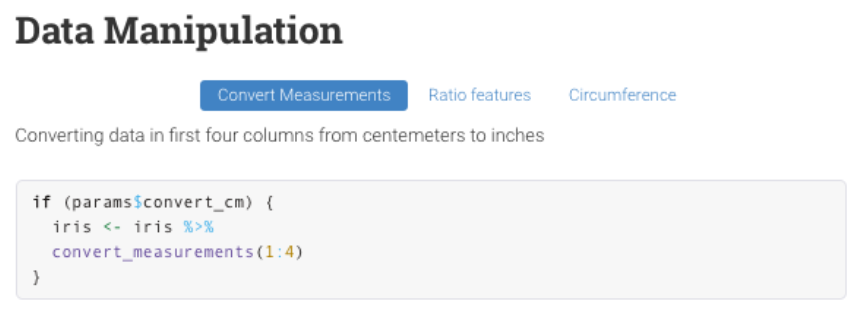 Data Manipulation
Convert Measurements Ratio features Circumference
Converting data in first four columns from centemeters to inches
if (params$convert_cm) {
  iris <- iris %>%
  convert_measurements(1:4)
}